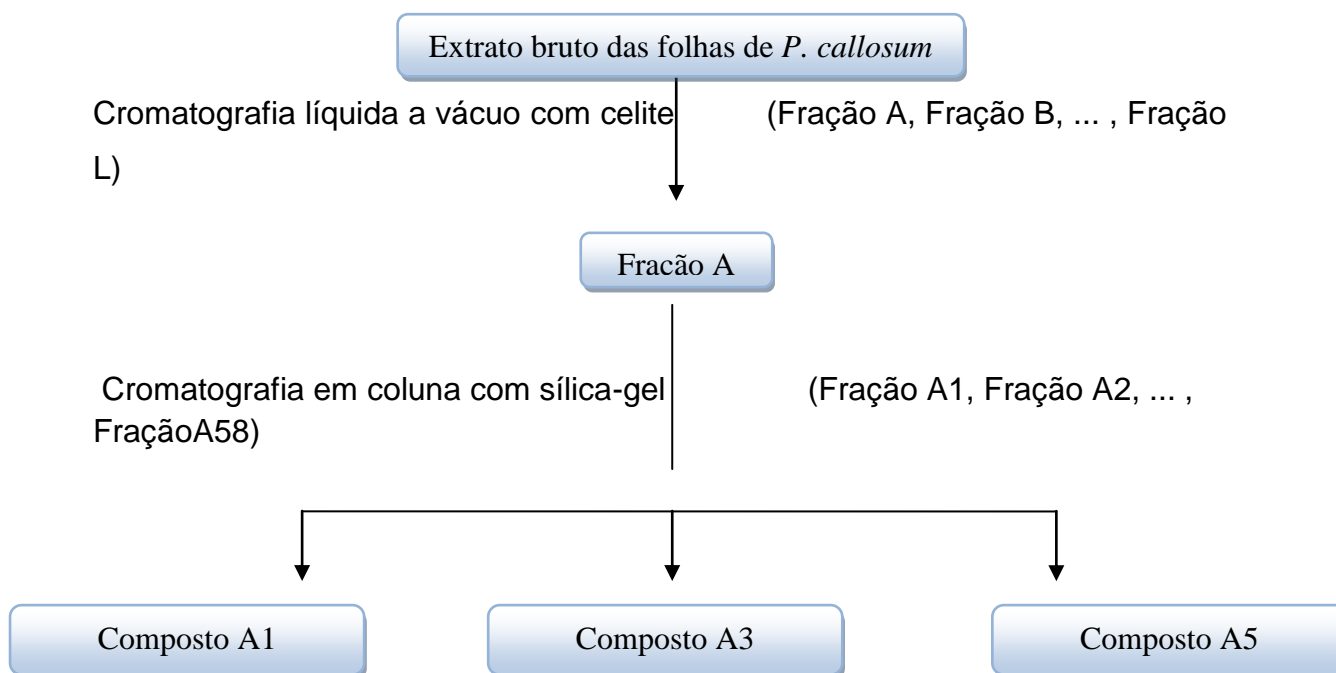 Extrato bruto das folhas de P. callosum
Cromatografia líquida a vácuo com celite (Fração A, Fração B, ... , Fração
L)
Fracão A
Cromatografia em coluna com sílica-gel (Fração A1, Fração A2, ... ,
FraçãoA58)
Composto A1 Composto A3 Composto A5